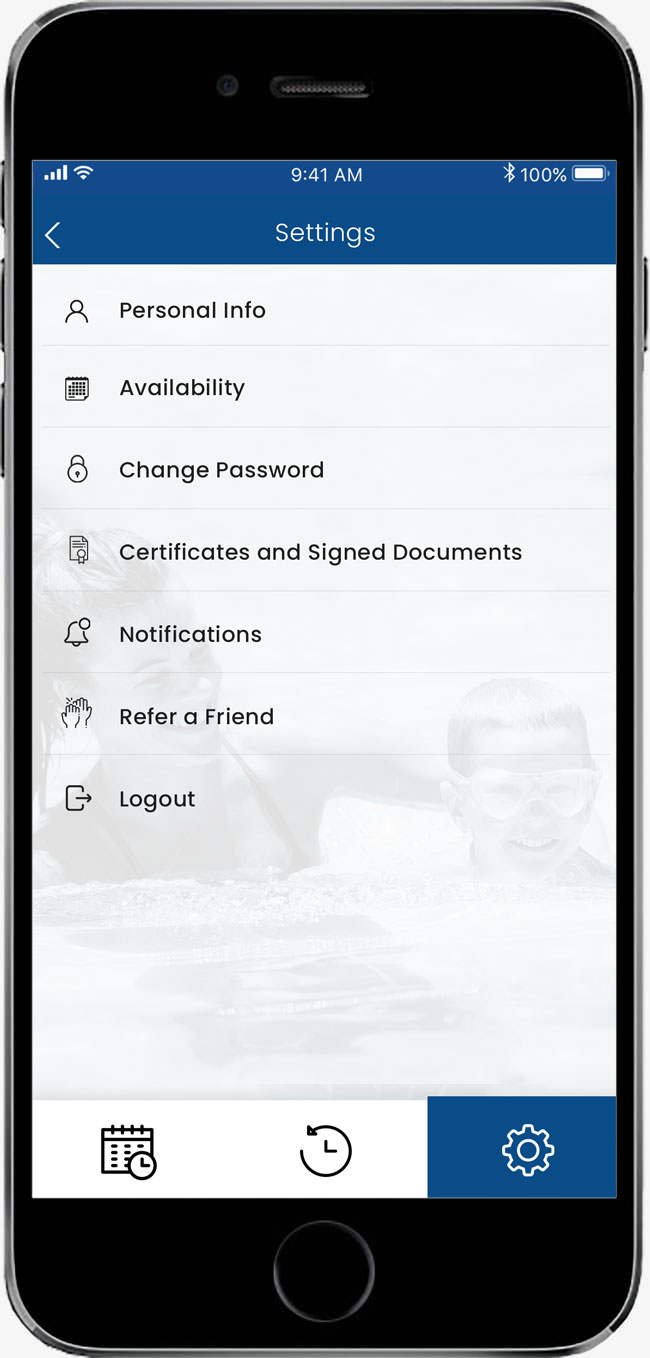 9:41 AM 100%
Settings
Personal Info
Availability
Change Password
Certificates and Signed Documents
Notifications
Refer a Friend
Logout